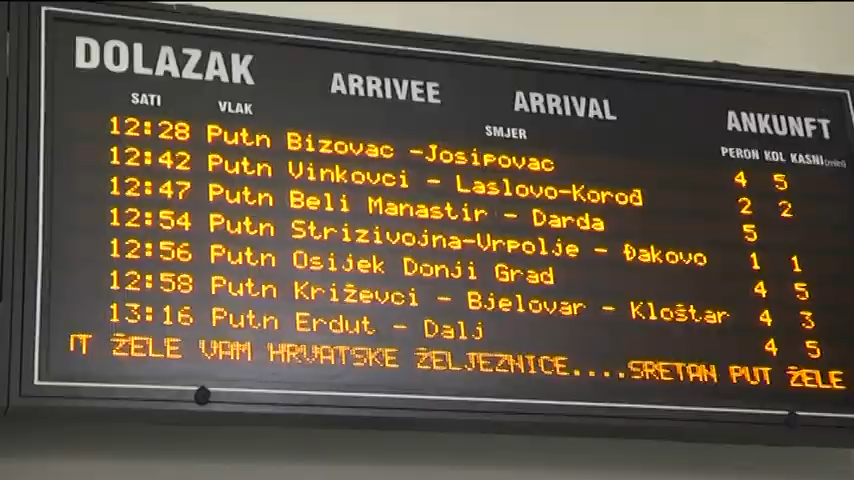 DOLAZAK ARRIVEE ARRIVAL ANKUNFT
SATI VLAK SMJER PERON KOL KASNI(min)
12:28 Putn Bizovac -Josipovac 4 5
12:42 Putn Vinkovci - Laslovo-Korođ 2 2
12:47 Putn Beli Manastir - Darda 5
12:54 Putn Strizivojna-Vrpolje - Đakovo 1 1
12:56 Putn Osijek Donji Grad 4 5
12:58 Putn Križevci - Bjelovar - Kloštar 4 3
13:16 Putn Erdut - Dalj 4 5
IT ŽELE VAM HRVATSKE ŽELJEZNICE....SRETAN PUT ŽELE